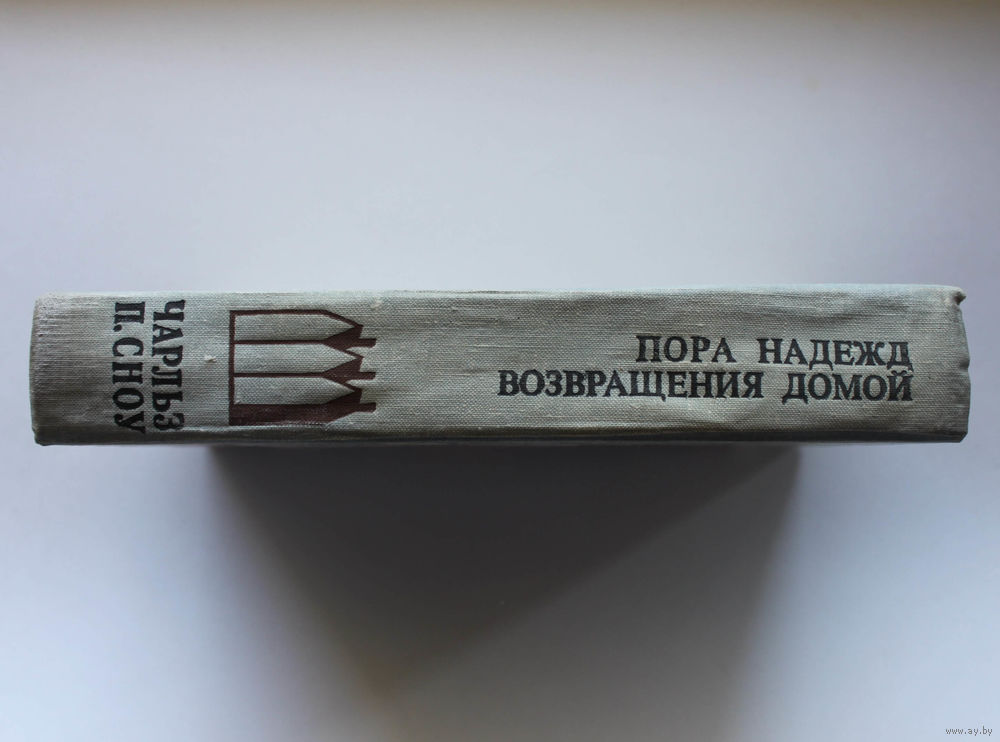 ЧАРЛЬЗ
П. СНОУ
ПОРА НАДЕЖД
ВОЗВРАЩЕНИЯ ДОМОЙ
www.ay.by